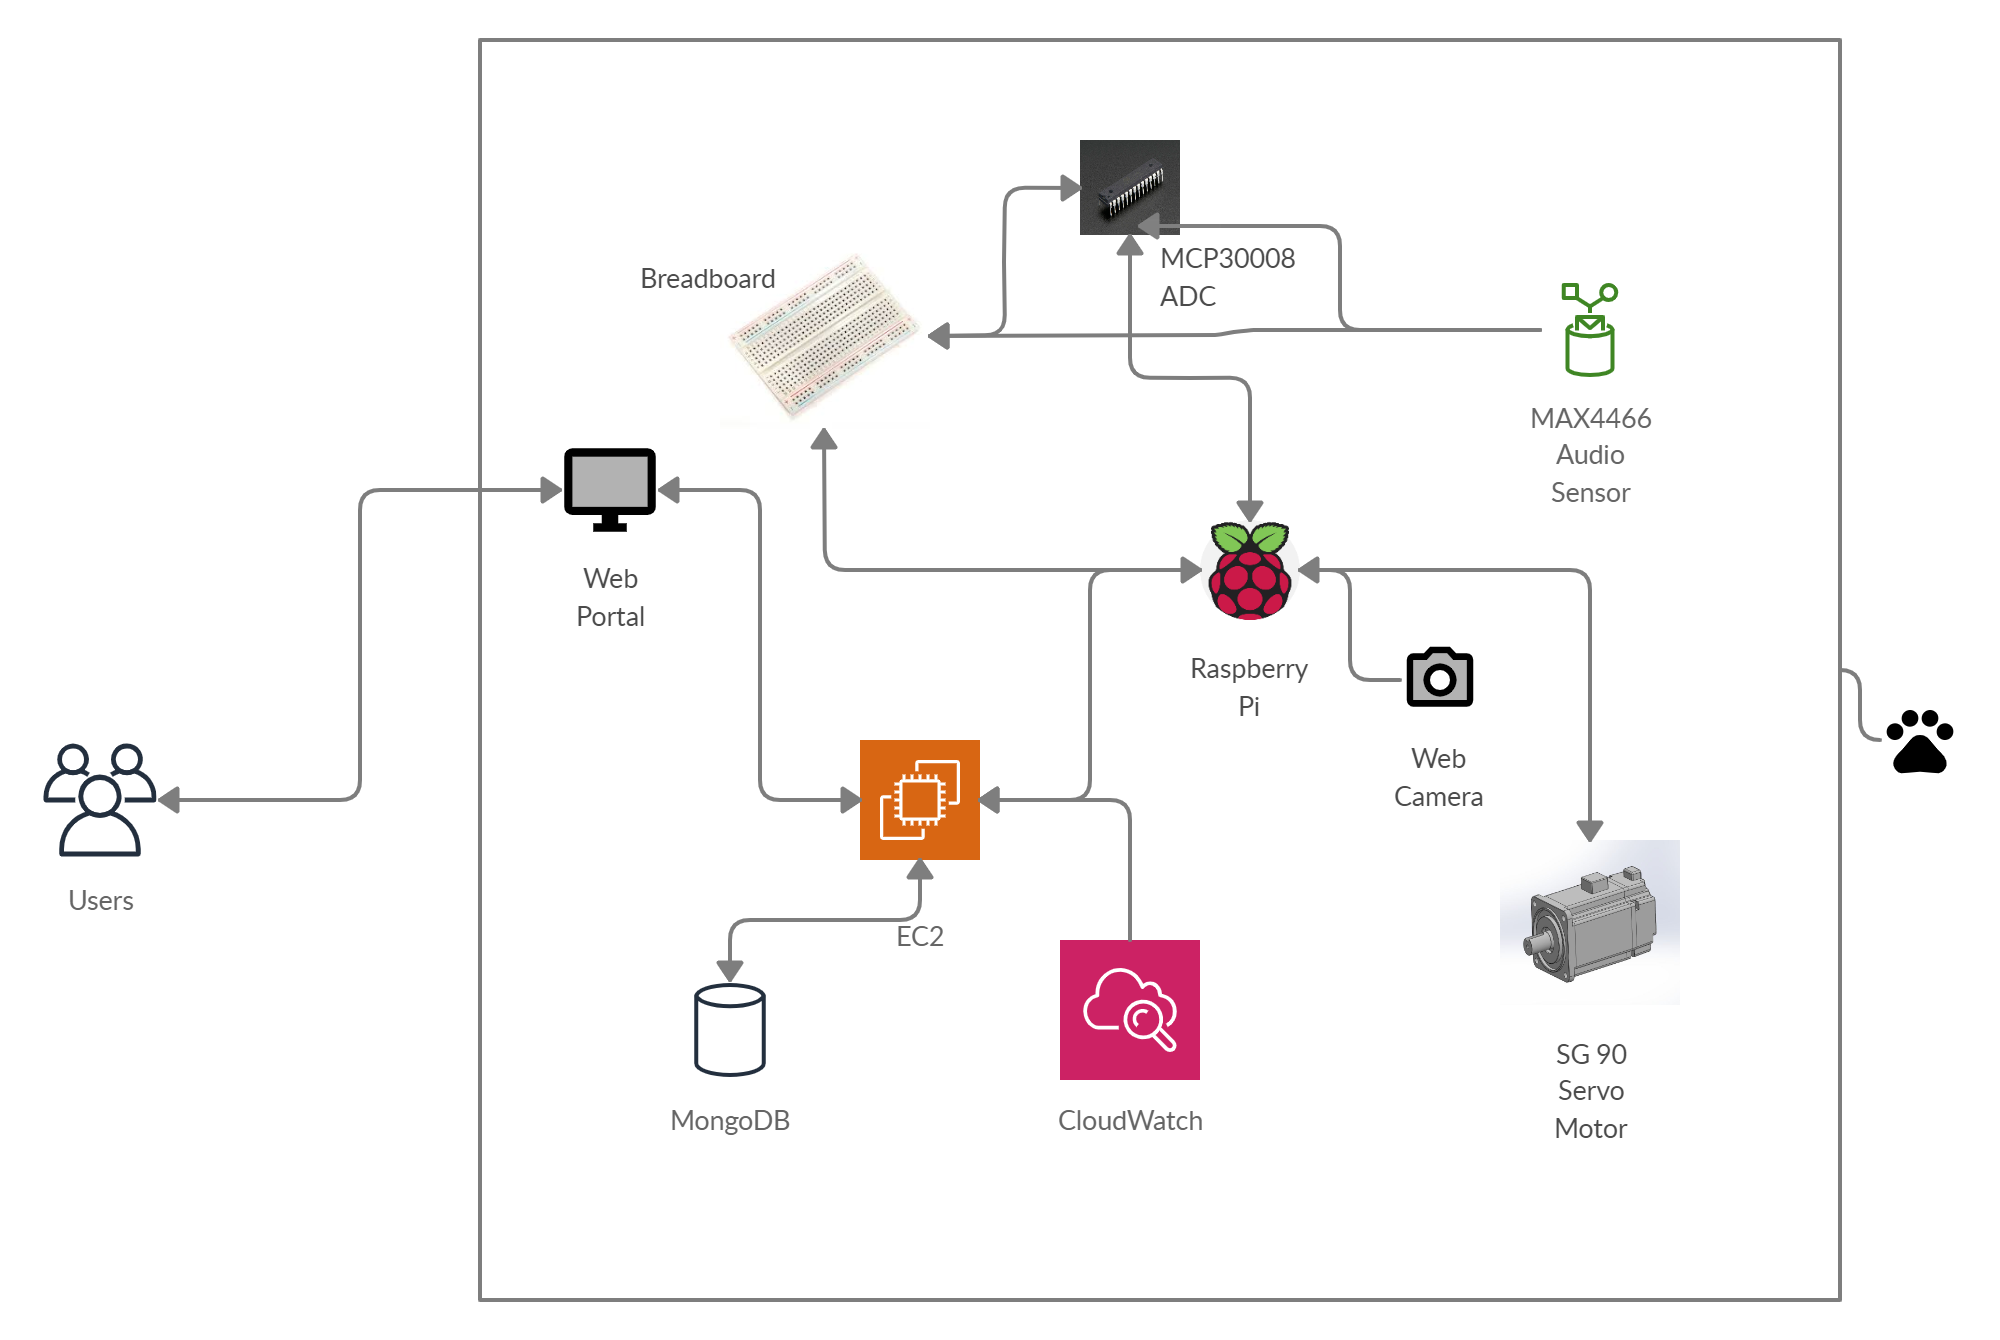 MCP30008
ADC
Breadboard
MAX4466
Audio
Sensor
Web
Portal
Raspberry
Pi
Web
Camera
Users
EC2
MongoDB
CloudWatch
SG 90
Servo
Motor